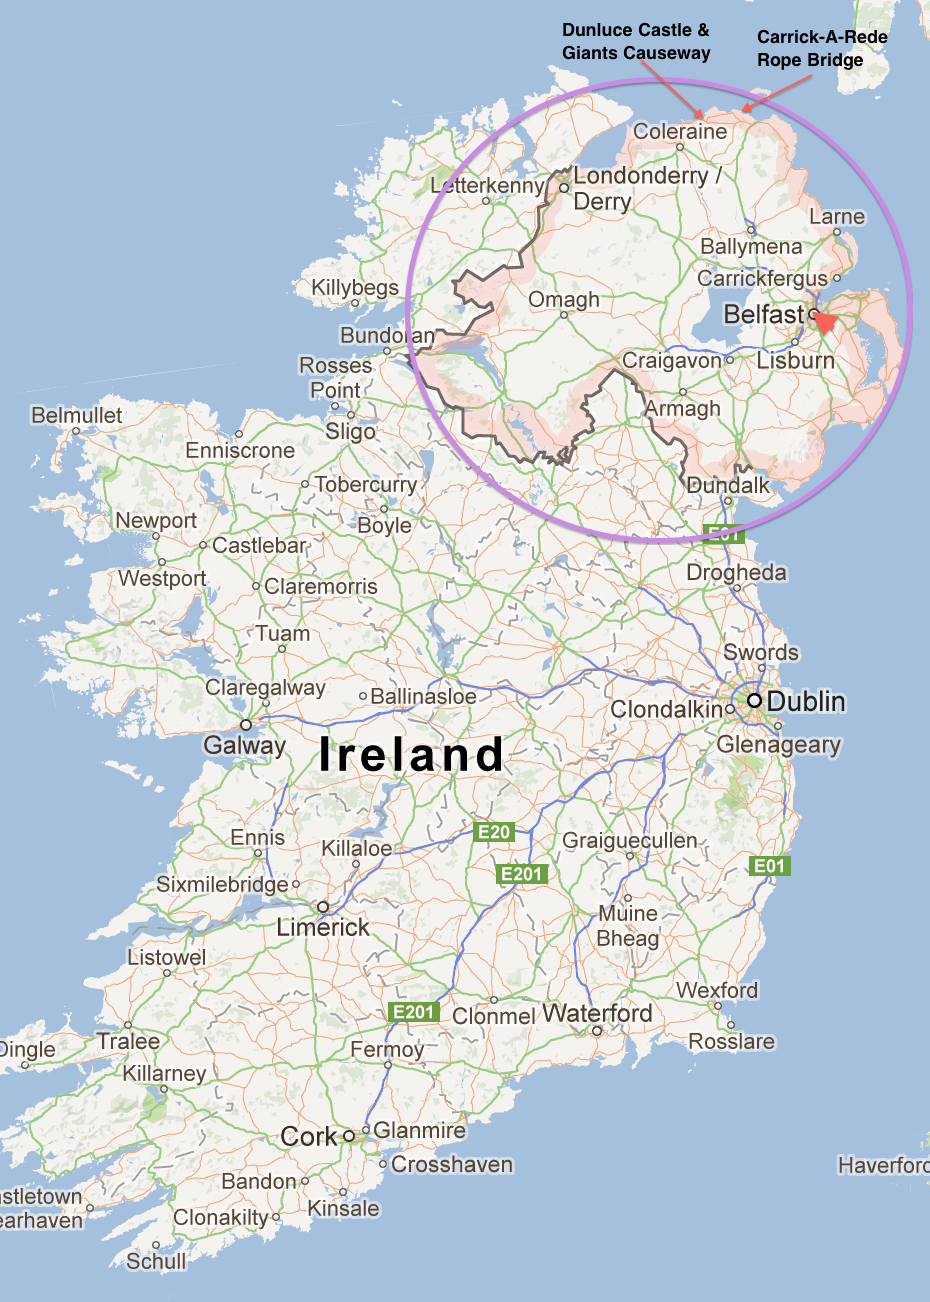 Dunluce Castle &
Giants Causeway
Carrick-A-Rede
Rope Bridge
Coleraine
Londonderry /
Derry
Letterkenny
Larne
Ballymena
Carrickfergus
Killybegs
Omagh
Belfast
Bundoran
Craigavon
Lisburn
Rosses
Point
Armagh
Belmullet
Sligo
Enniscrone
Tobercurry
Dundalk
Newport
Boyle
E01
Castlebar
Westport
Claremorris
Drogheda
Tuam
Swords
Claregalway
Ballinasloe
Dublin
Clondalkin
Galway
Ireland
Glenageary
E20
Ennis
Killaloe
Graiguecullen
E201
E01
Sixmilebridge
Limerick
Muine
Bheag
Listowel
Wexford
E201
Clonmel
Waterford
Tralee
Rosslare
Dingle
Fermoy
Killarney
Cork
Glanmire
Crosshaven
Haverford
Bandon
astletown
earhaven
Kinsale
Clonakilty
Schull